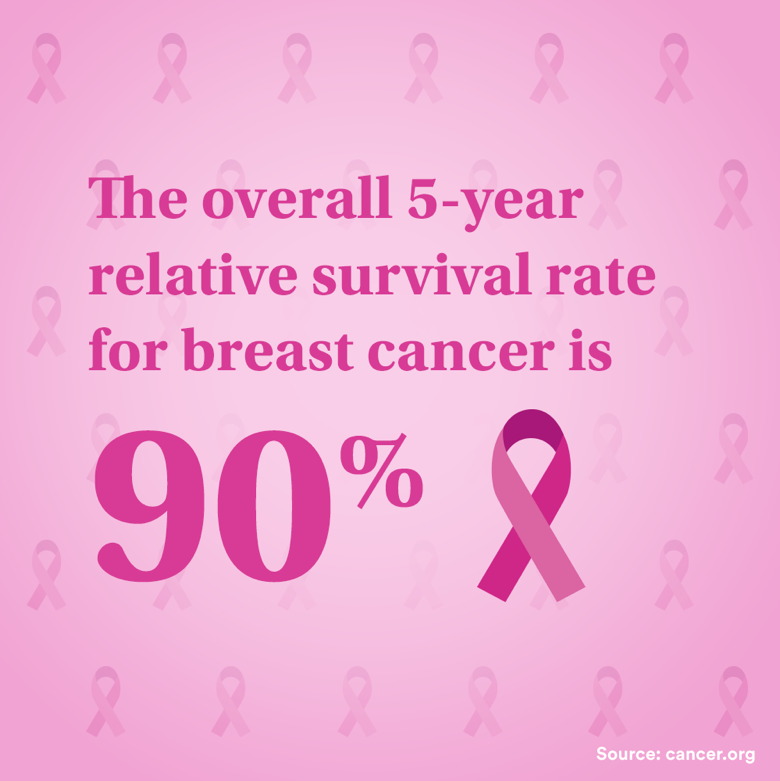 The overall 5-year
relative survival rate
for breast cancer is
90%
Source: cancer.org